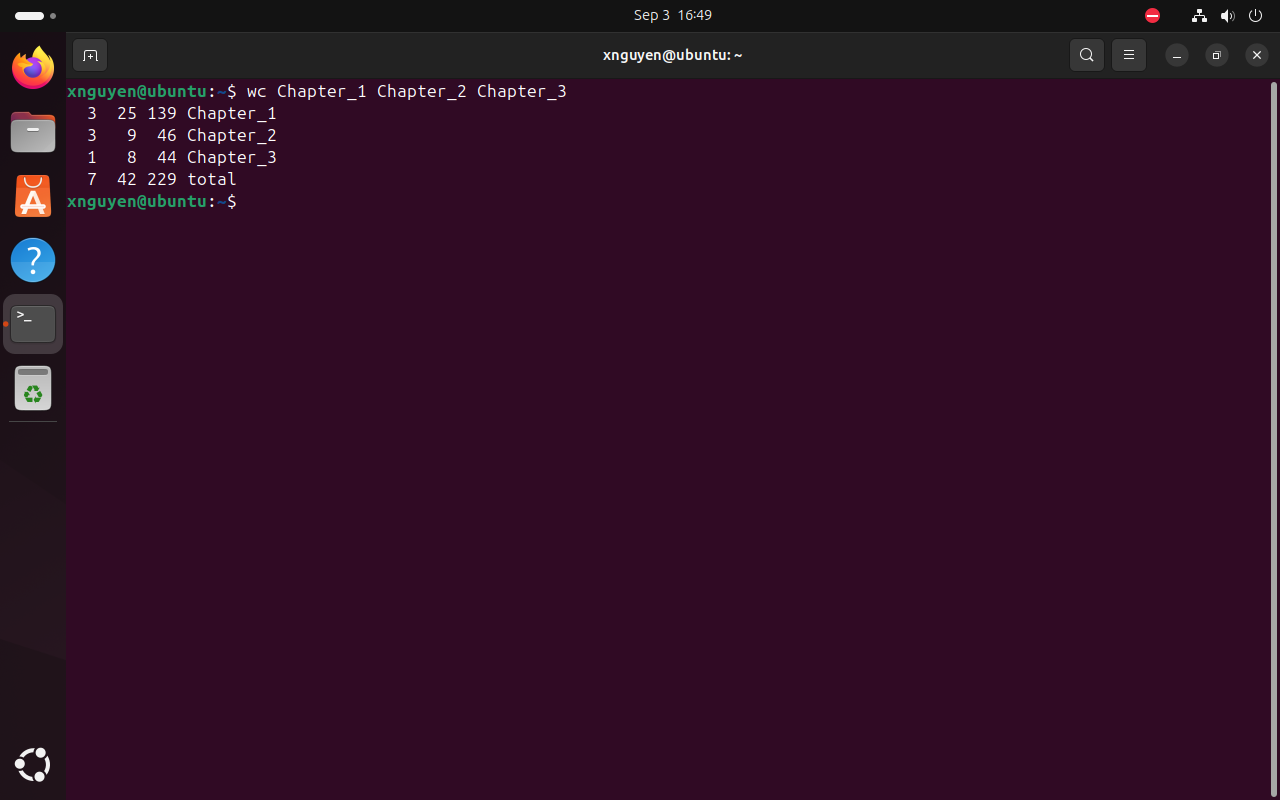 Sep 3 16:49
xnguyen@ubuntu: ~
xnguyen@ubuntu:~$ wc Chapter_1 Chapter_2 Chapter_3
3 25 139 Chapter_1
3 9 46 Chapter_2
1 8 44 Chapter_3
7 42 229 total
xnguyen@ubuntu:~$